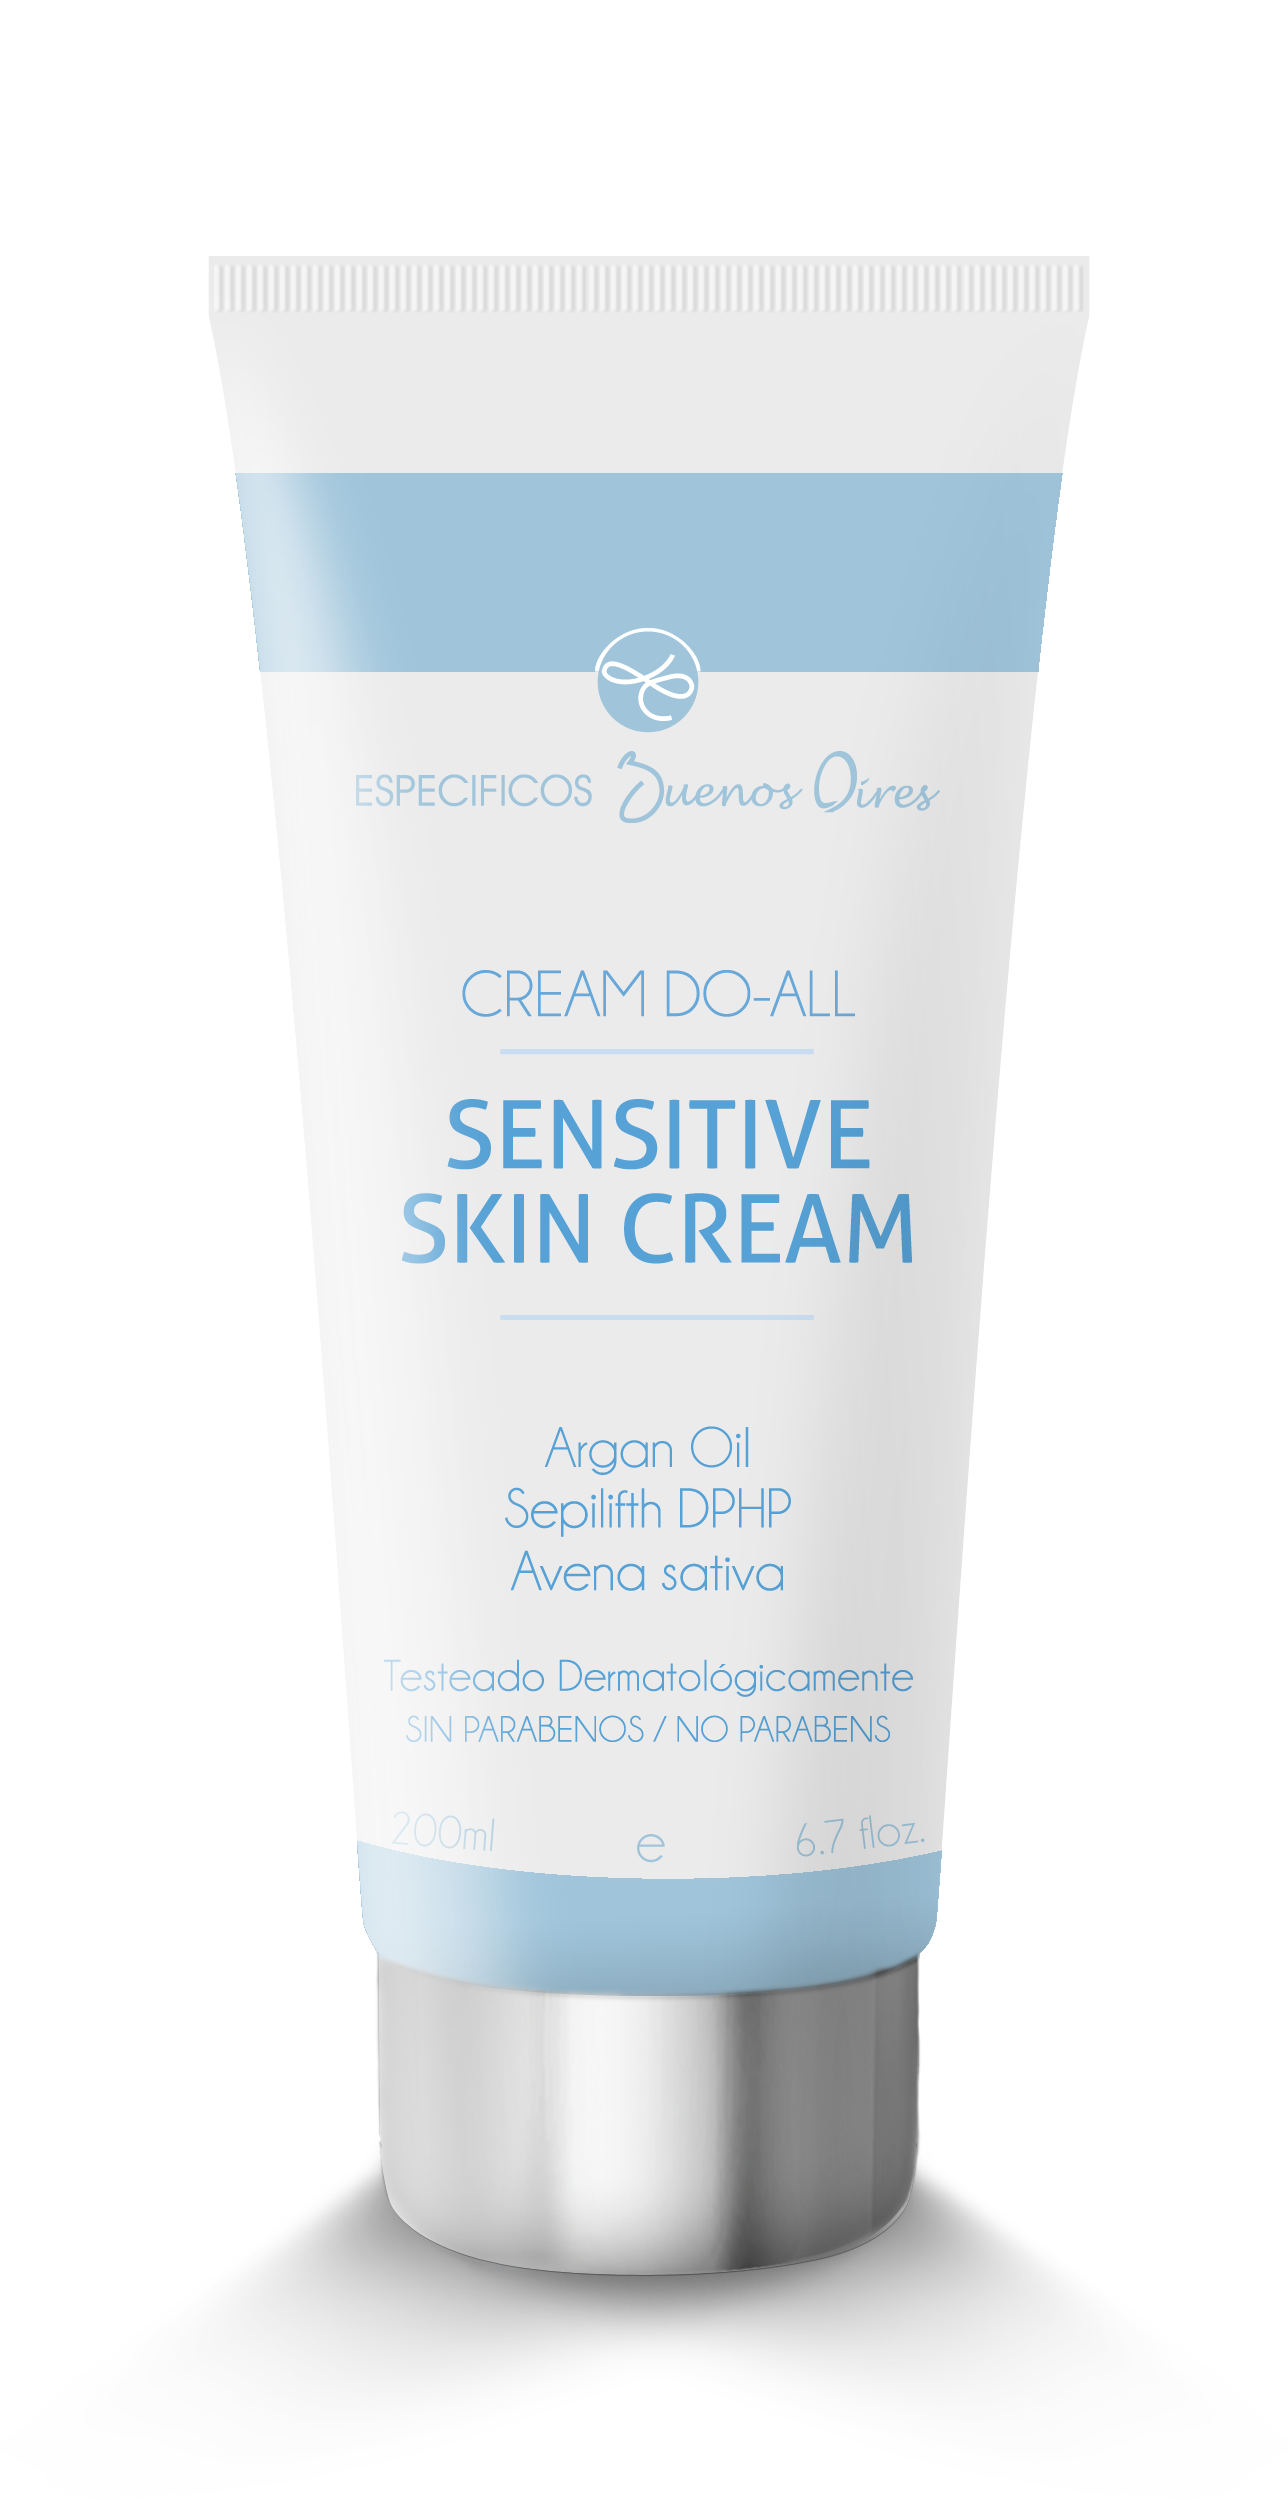 ESPECIFICOS Buenos Aires
CREAM DO-ALL
SENSITIVE
SKIN CREAM
Argan Oil
Sepilifth DPHP
Avena sativa
Testeado Dermatológicamente
SIN PARABENOS / NO PARABENS
200ml e 6.7 floz.